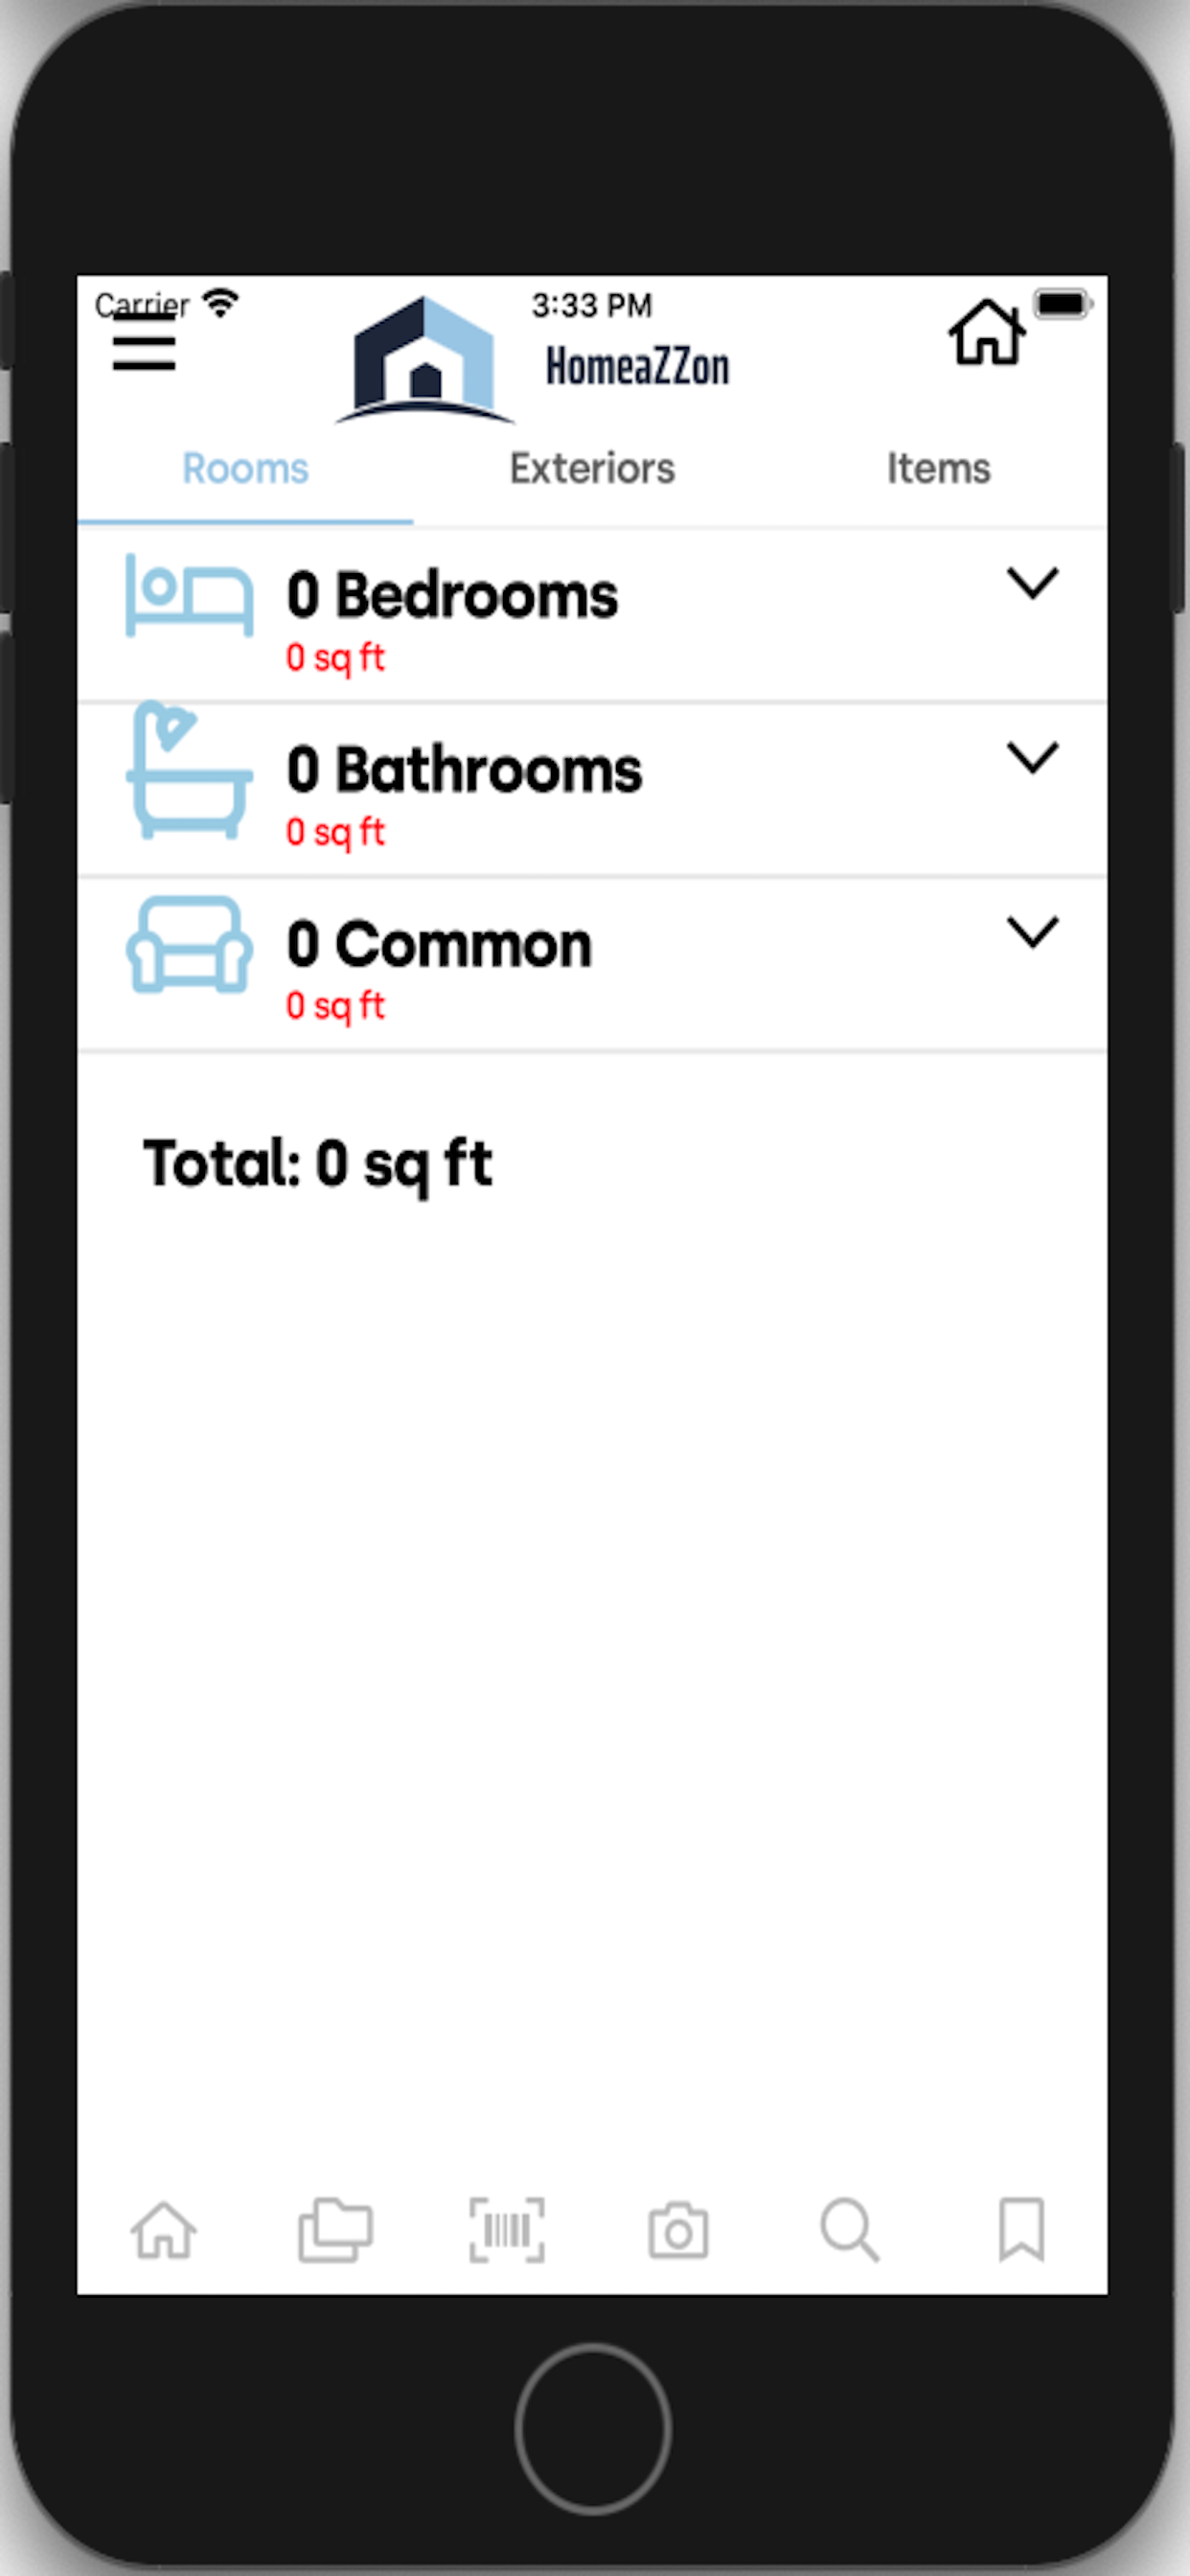 Carrier 3:33 PM
HomeaZZon
Rooms Exteriors Items
0 Bedrooms
0 sq ft
0 Bathrooms
0 sq ft
0 Common
0 sq ft
Total: 0 sq ft